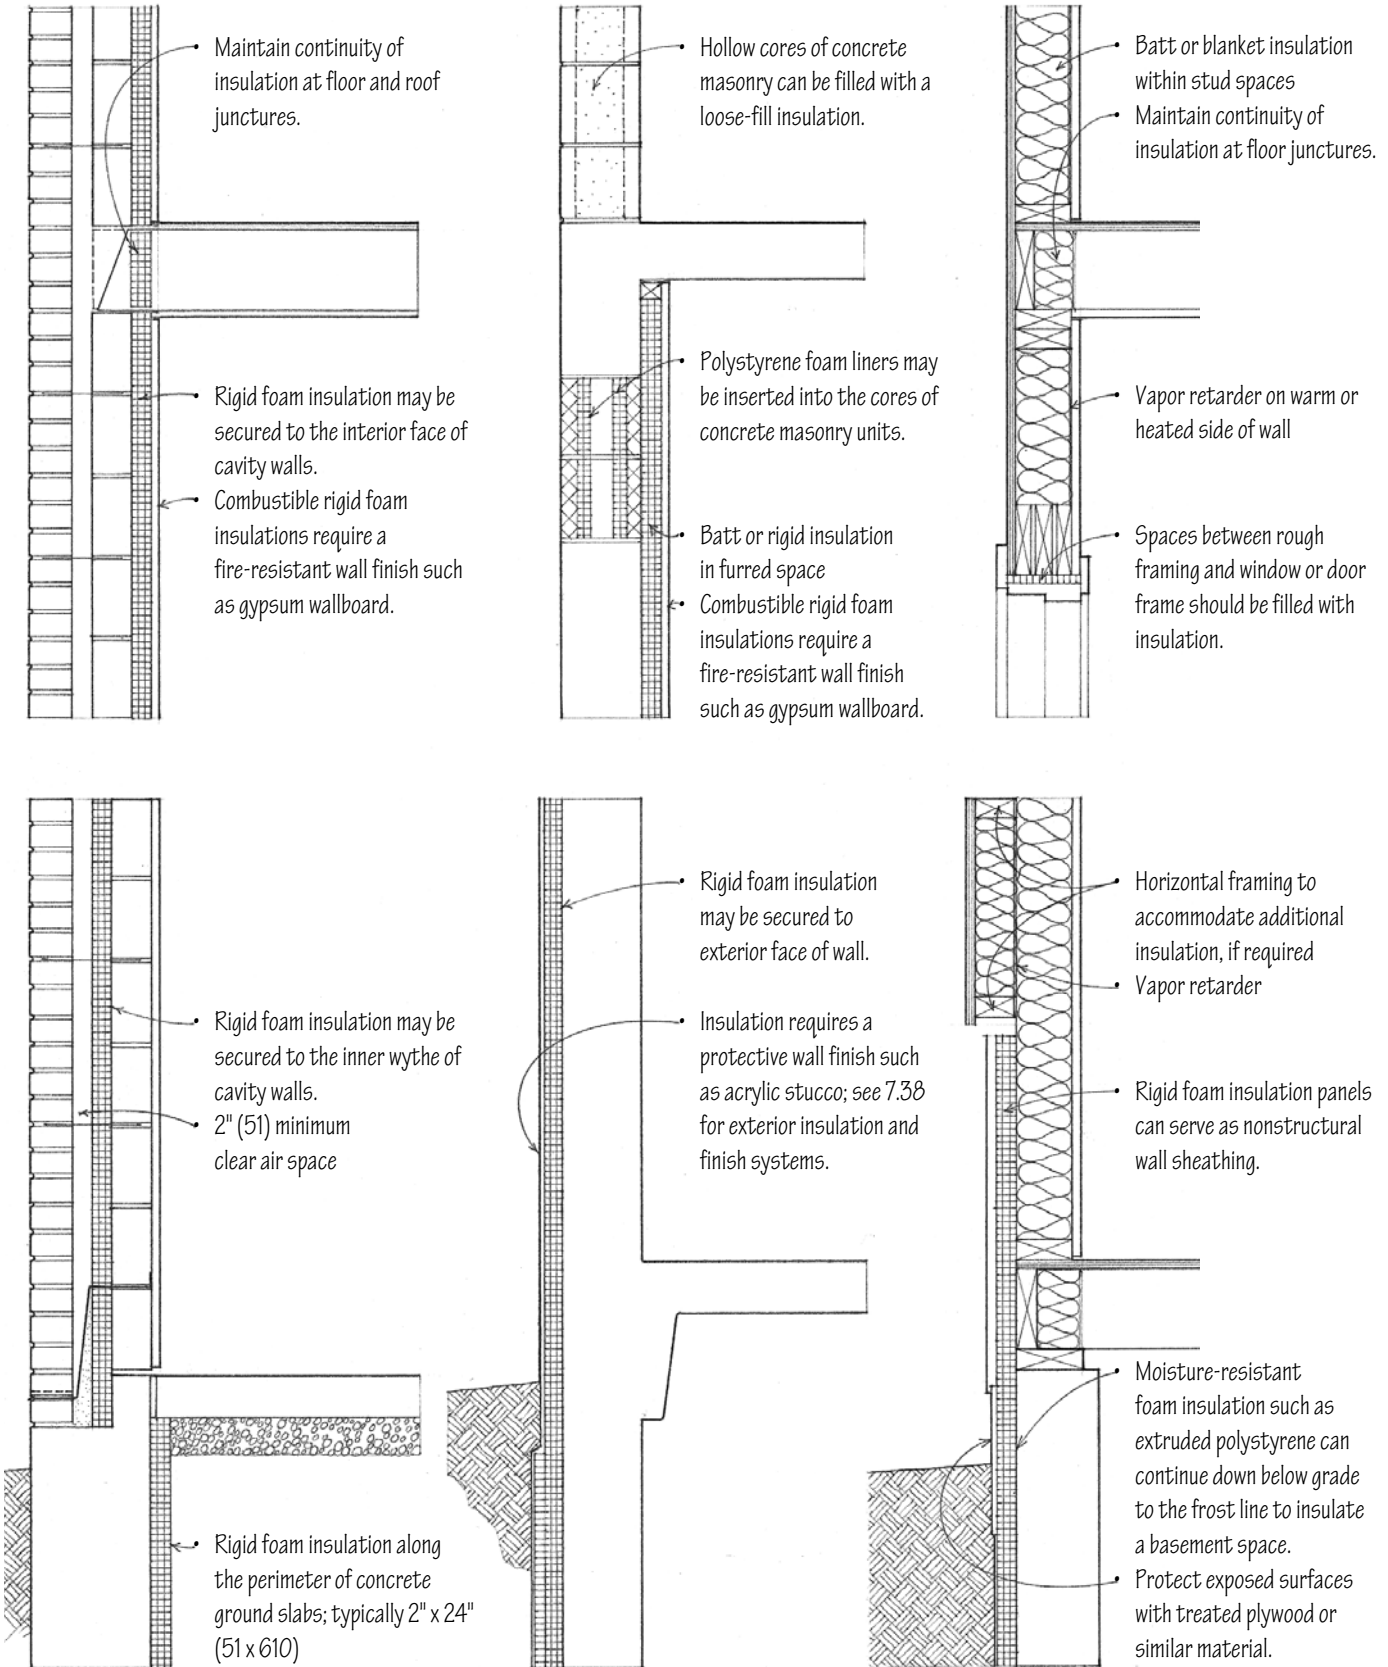 • Maintain continuity of
insulation at floor and roof
junctures.
• Rigid foam insulation may be
secured to the interior face of
cavity walls.
• Combustible rigid foam
insulations require a
fire-resistant wall finish such
as gypsum wallboard.
• Hollow cores of concrete
masonry can be filled with a
loose-fill insulation.
• Polystyrene foam liners may
be inserted into the cores of
concrete masonry units.
• Batt or rigid insulation
in furred space
• Combustible rigid foam
insulations require a
fire-resistant wall finish
such as gypsum wallboard.
• Batt or blanket insulation
within stud spaces
• Maintain continuity of
insulation at floor junctures.
• Vapor retarder on warm or
heated side of wall
• Spaces between rough
framing and window or door
frame should be filled with
insulation.
• Rigid foam insulation may be
secured to the inner wythe of
cavity walls.
• 2" (51) minimum
clear air space
• Rigid foam insulation along
the perimeter of concrete
ground slabs; typically 2" x 24"
(51 x 610)
• Rigid foam insulation
may be secured to
exterior face of wall.
• Insulation requires a
protective wall finish such
as acrylic stucco; see 7.38
for exterior insulation and
finish systems.
• Horizontal framing to
accommodate additional
insulation, if required
• Vapor retarder
• Rigid foam insulation panels
can serve as nonstructural
wall sheathing.
• Moisture-resistant
foam insulation such as
extruded polystyrene can
continue down below grade
to the frost line to insulate
a basement space.
• Protect exposed surfaces
with treated plywood or
similar material.